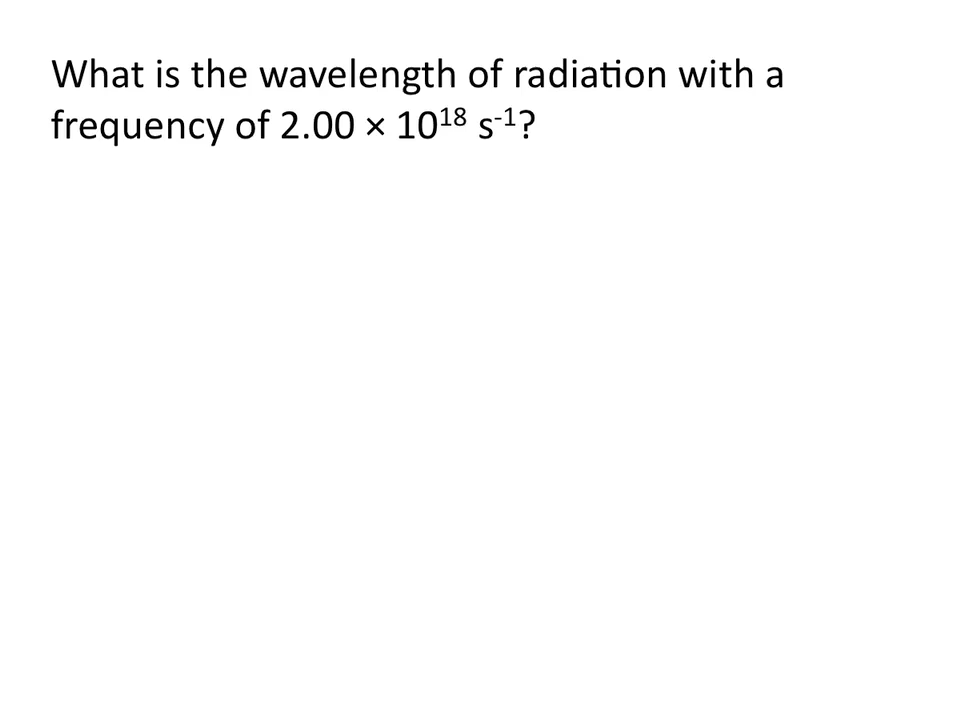 What is the wavelength of radiation with a
frequency of 2.00 × 10¹⁸ s⁻¹?